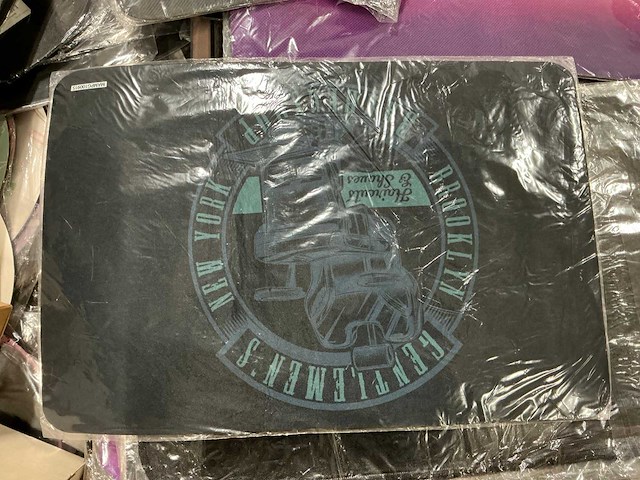 GENTLEMEN'S
BROOKLYN
NEW YORK
Haircuts
& Shaves